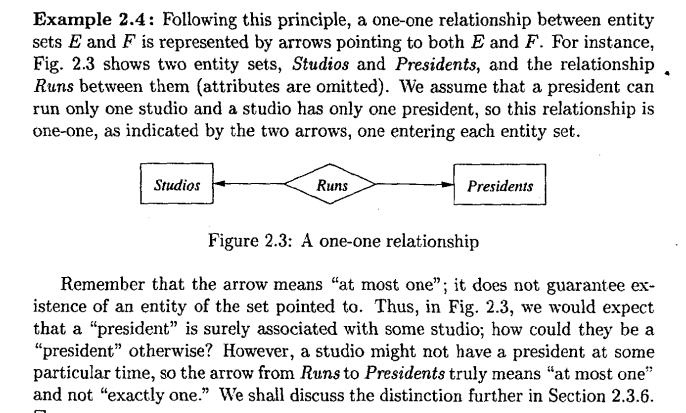 Example 2.4: Following this principle, a one-one relationship between entity
sets E and F is represented by arrows pointing to both E and F. For instance,
Fig. 2.3 shows two entity sets, Studios and Presidents, and the relationship
Runs between them (attributes are omitted). We assume that a president can
run only one studio and a studio has only one president, so this relationship is
one-one, as indicated by the two arrows, one entering each entity set.
Studios
Runs
Presidents
Figure 2.3: A one-one relationship
Remember that the arrow means “at most one”; it does not guarantee ex-
istence of an entity of the set pointed to. Thus, in Fig. 2.3, we would expect
that a “president” is surely associated with some studio; how could they be a
“president” otherwise? However, a studio might not have a president at some
particular time, so the arrow from Runs to Presidents truly means “at most one”
and not “exactly one.” We shall discuss the distinction further in Section 2.3.6.